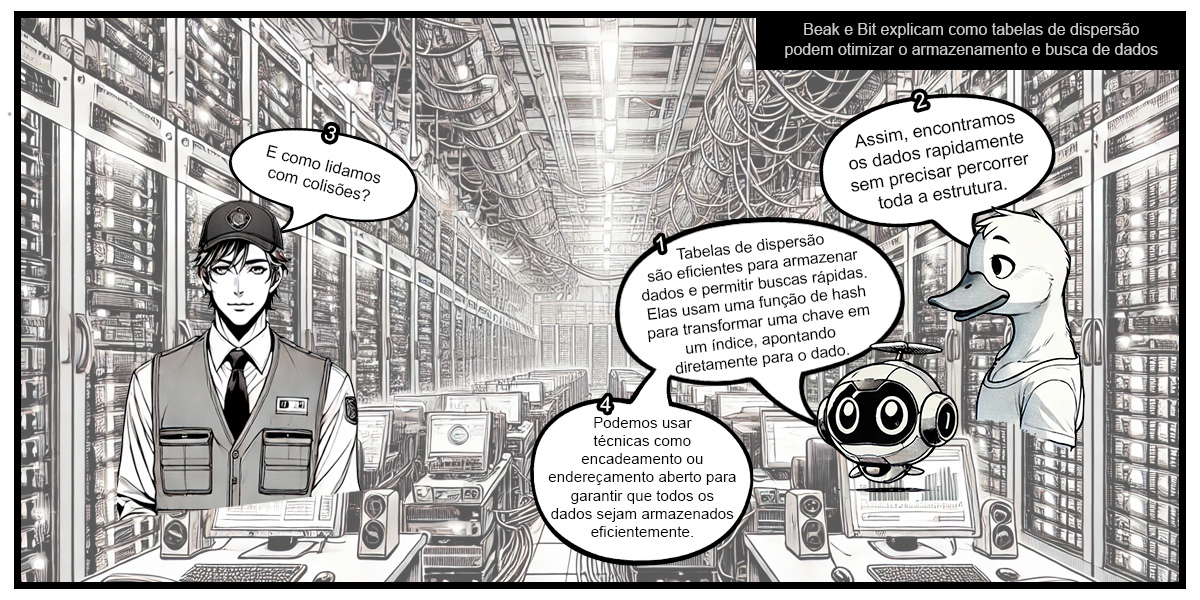 Beak e Bit explicam como tabelas de dispersão
podem otimizar o armazenamento e busca de dados
1
Tabelas de dispersão
são eficientes para armazenar
dados e permitir buscas rápidas.
Elas usam uma função de hash
para transformar uma chave em
um índice, apontando
diretamente para o dado.
2
Assim, encontramos
os dados rapidamente
sem precisar percorrer
toda a estrutura.
3
E como lidamos
com colisões?
4
Podemos usar
técnicas como
encadeamento ou
endereçamento aberto para
garantir que todos os
dados sejam armazenados
eficientemente.